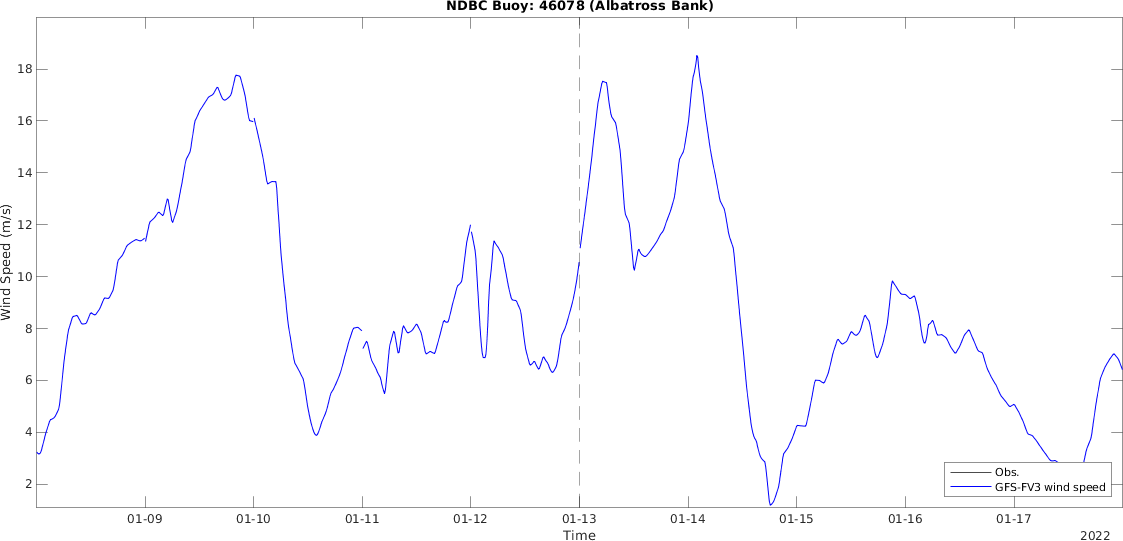 NDBC Buoy: 46078 (Albatross Bank)
Wind Speed (m/s)
18
16
14
12
10
8
6
4
2
Obs.
GFS-FV3 wind speed
01-09 01-10 01-11 01-12 01-13 01-14 01-15 01-16 01-17
Time
2022